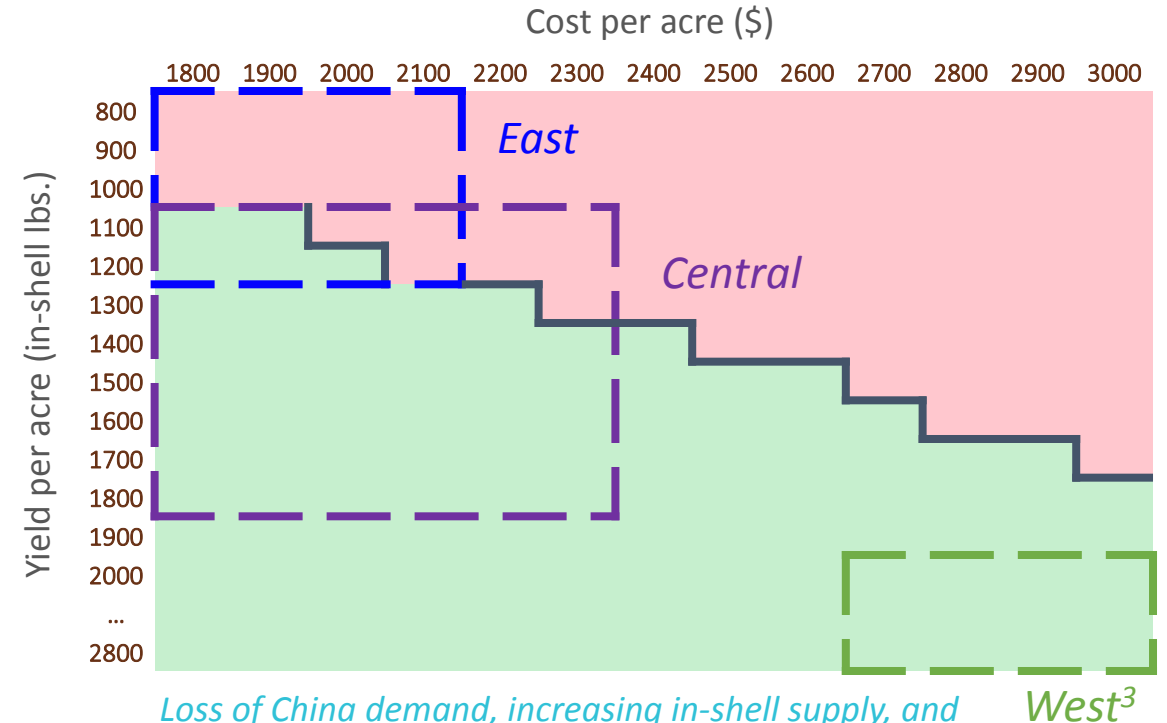 Cost per acre ($)
1800 1900 2000 2100 2200 2300 2400 2500 2600 2700 2800 2900 3000
Yield per acre (in-shell lbs.)
800
900
1000
1100
1200
1300
1400
1500
1600
1700
1800
1900
2000
...
2800
East
Central
West³
Loss of China demand, increasing in-shell supply, and